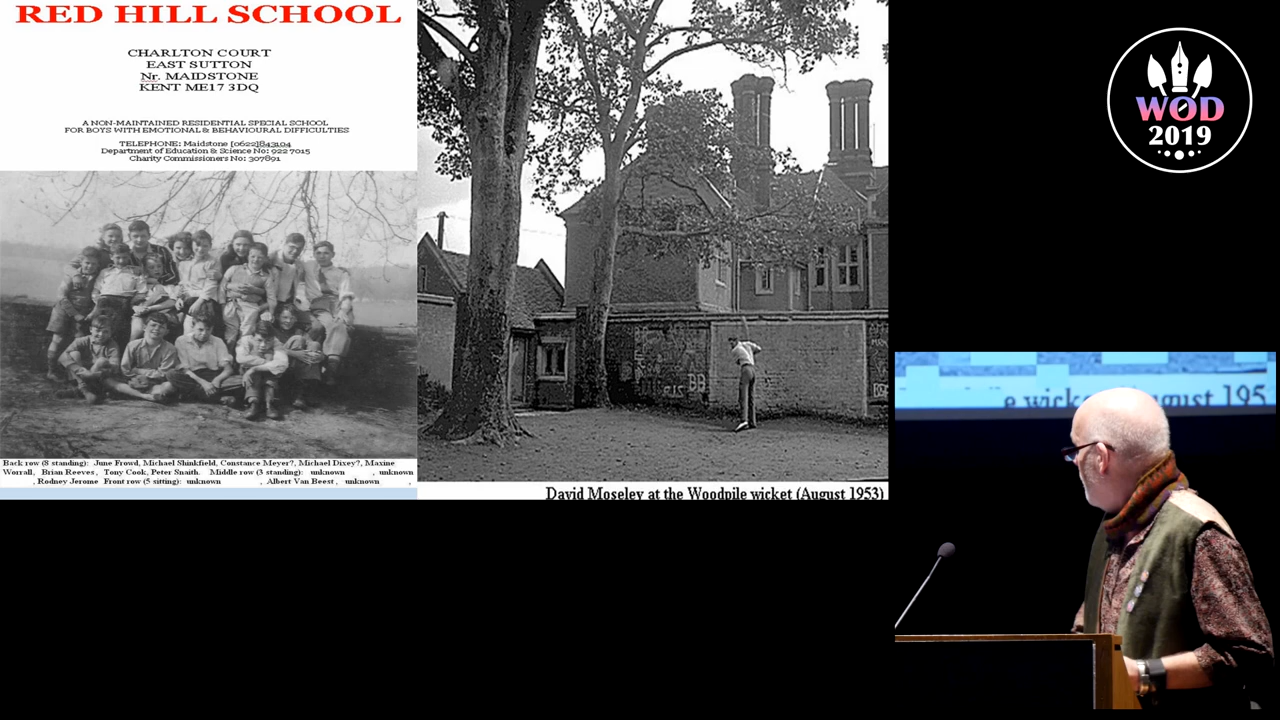 RED HILL SCHOOL
CHARLTON COURT
EAST SUTTON
Nr. MAIDSTONE
KENT ME17 3DQ
A NON-MAINTAINED RESIDENTIAL SPECIAL SCHOOL
FOR BOYS WITH EMOTIONAL & BEHAVIOURAL DIFFICULTIES
TELEPHONE: Maidstone [0622]843104
Department of Education & Science No: 922 7015
Charity Commissioners No: 307891
Back row (8 standing): June Frowd, Michael Shinkfield, Constance Meyer?, Michael Dixey?, Maxine
Worrall, Brian Reeves, Tony Cook, Peter Snaith. Middle row (3 standing): unknown , unknown
, Rodney Jerome Front row (5 sitting): unknown , Albert Van Beest , unknown ,
BB
David Moseley at the Woodpile wicket (August 1953)
WOD
2019
e wicke August 195